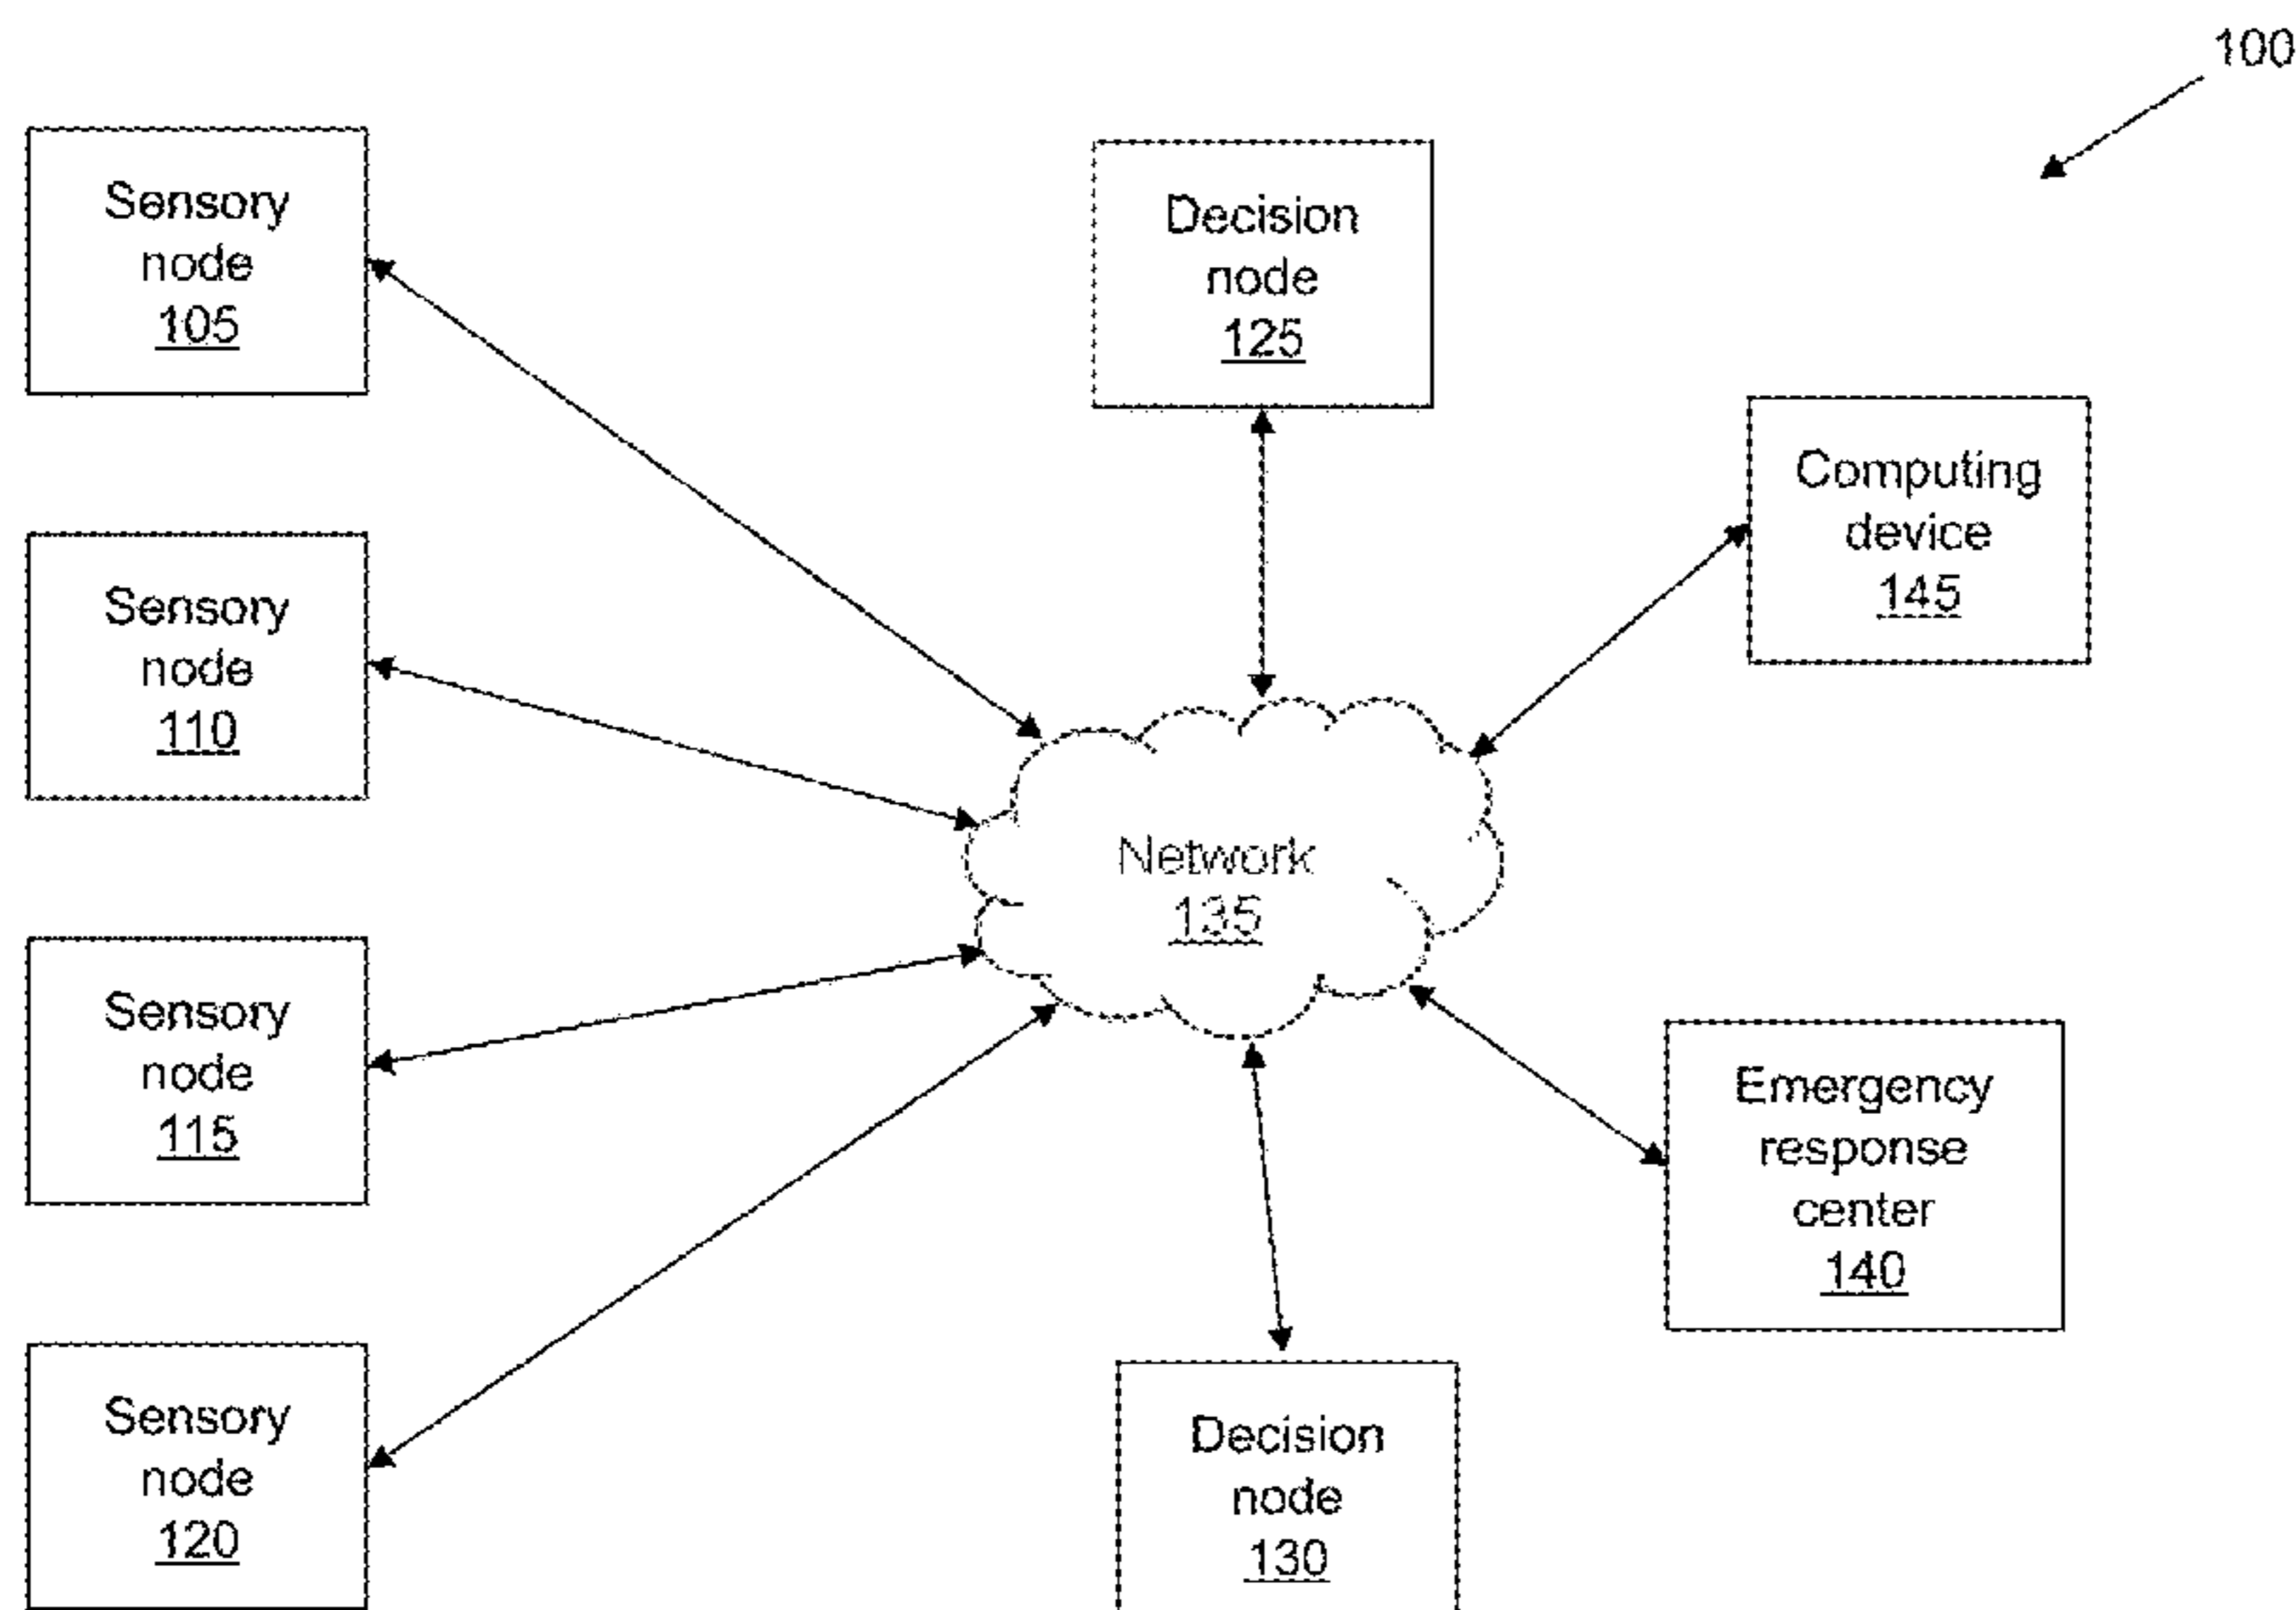 100
Sensory
node
105
Decision
node
125
Computing
device
145
Sensory
node
110
Network
135
Sensory
node
115
Emergency
response
center
140
Sensory
node
120
Decision
node
130